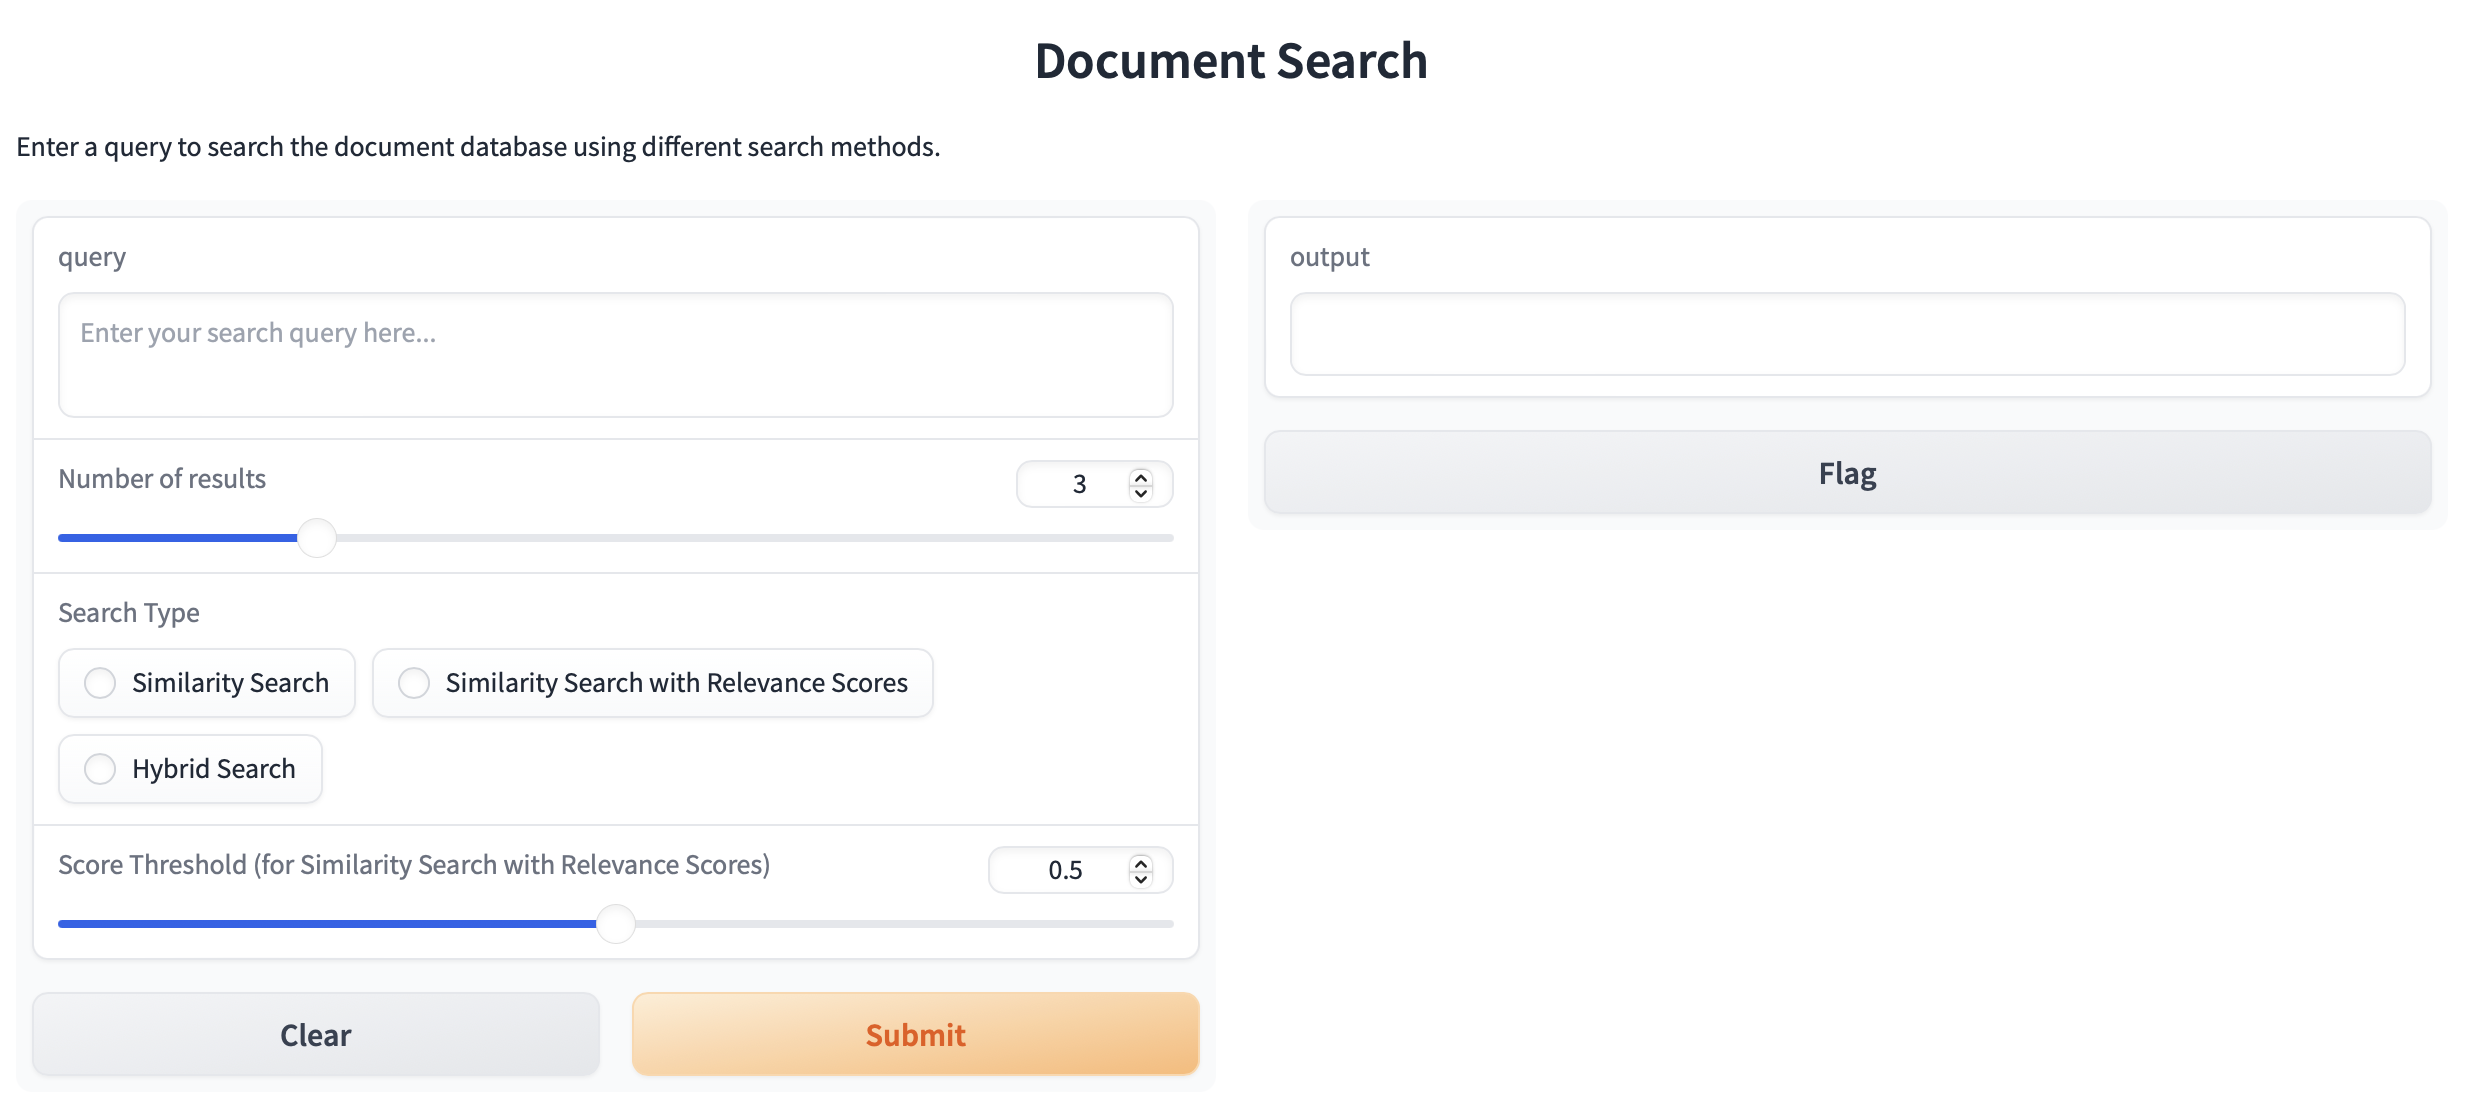 Document Search
Enter a query to search the document database using different search methods.
query
Enter your search query here...
Number of results
3
Search Type
Similarity Search
Similarity Search with Relevance Scores
Hybrid Search
Score Threshold (for Similarity Search with Relevance Scores)
0.5
Clear
Submit
output
Flag